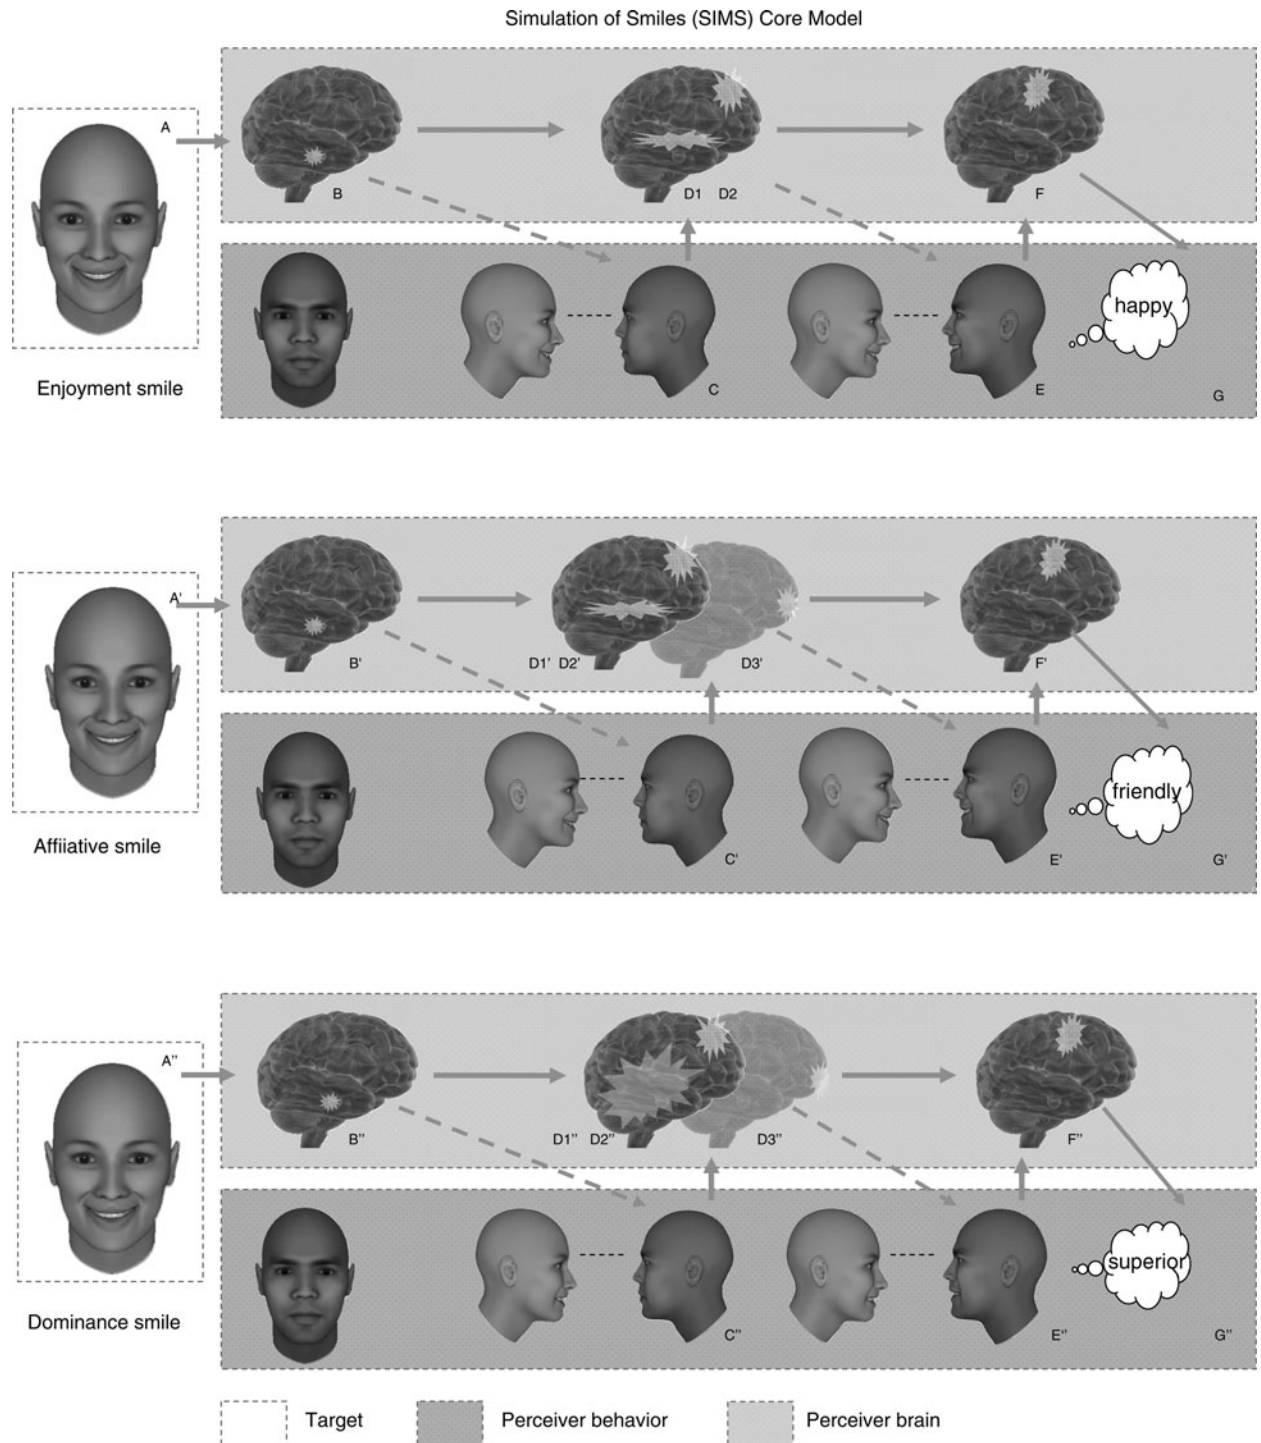 Simulation of Smiles (SIMS) Core Model
A
B
D1 D2
F
happy
C
E
G
Enjoyment smile
A'
B'
D1' D2'
D3'
F'
friendly
C'
E'
G'
Affiiative smile
A''
B''
D1'' D2''
D3''
F''
superior
C''
E''
G''
Dominance smile
Target
Perceiver behavior
Perceiver brain